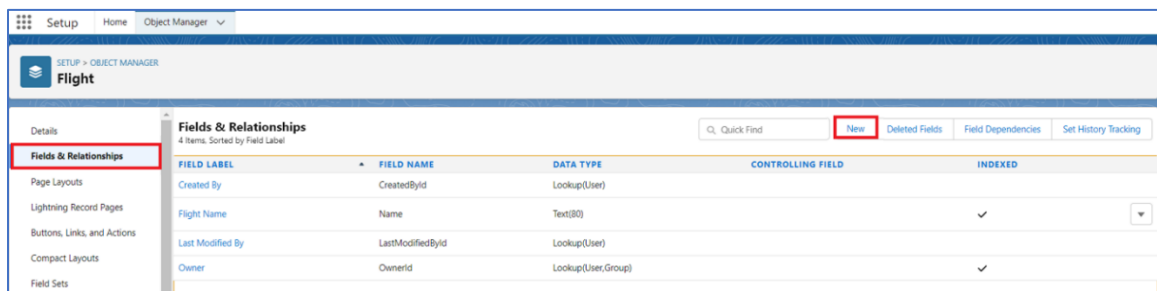 Setup Home Object Manager
SETUP > OBJECT MANAGER
Flight
Details
Fields & Relationships
Page Layouts
Lightning Record Pages
Buttons, Links, and Actions
Compact Layouts
Field Sets
Fields & Relationships
4 Items, Sorted by Field Label
Quick Find New Deleted Fields Field Dependencies Set History Tracking
FIELD LABEL FIELD NAME DATA TYPE CONTROLLING FIELD INDEXED
Created By CreatedById Lookup(User)
Flight Name Name Text(80)
Last Modified By LastModifiedById Lookup(User)
Owner OwnerId Lookup(User,Group)